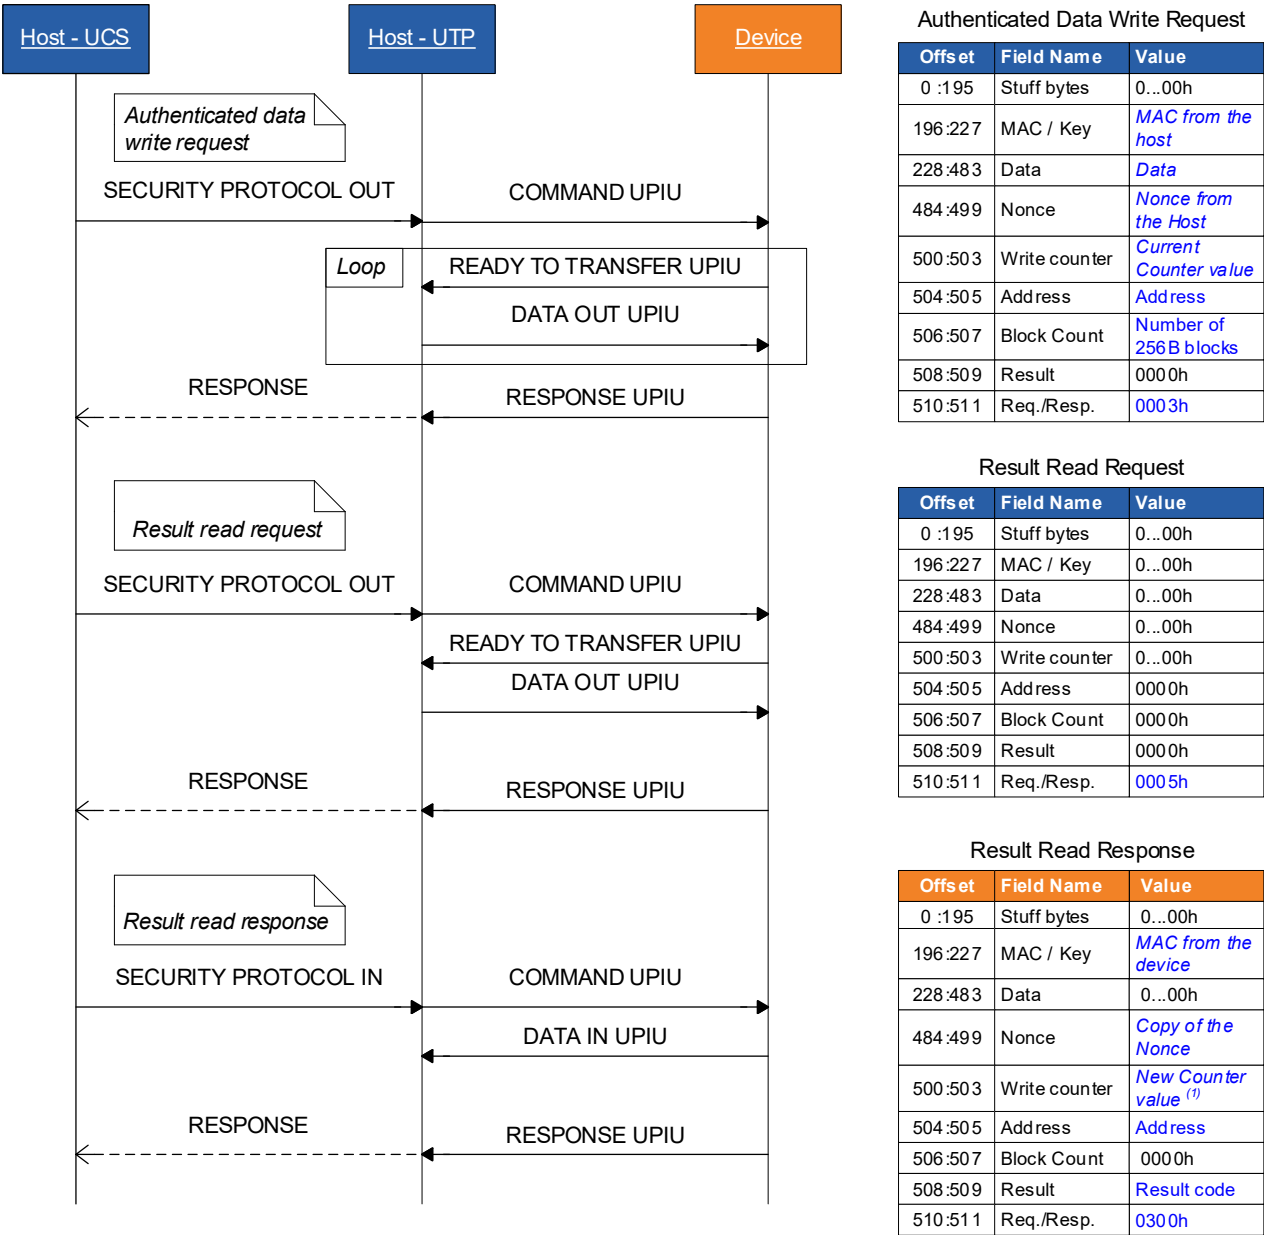 Host - UCS
Host - UTP
Device
Authenticated data
write request
SECURITY PROTOCOL OUT
COMMAND UPIU
Loop
READY TO TRANSFER UPIU
DATA OUT UPIU
RESPONSE
RESPONSE UPIU
Result read request
SECURITY PROTOCOL OUT
COMMAND UPIU
READY TO TRANSFER UPIU
DATA OUT UPIU
RESPONSE
RESPONSE UPIU
Result read response
SECURITY PROTOCOL IN
COMMAND UPIU
DATA IN UPIU
RESPONSE
RESPONSE UPIU
Authenticated Data Write Request
Offset Field Name Value
0 :195 Stuff bytes 0...00h
196:227 MAC / Key MAC from the
host
228:483 Data Data
484:499 Nonce Nonce from
the Host
500:503 Write counter Current
Counter value
504:505 Address Address
506:507 Block Count Number of
256B blocks
508:509 Result 0000h
510:511 Req./Resp. 0003h
Result Read Request
Offset Field Name Value
0 :195 Stuff bytes 0...00h
196:227 MAC / Key 0...00h
228:483 Data 0...00h
484:499 Nonce 0...00h
500:503 Write counter 0...00h
504:505 Address 0000h
506:507 Block Count 0000h
508:509 Result 0000h
510:511 Req./Resp. 0005h
Result Read Response
Offset Field Name Value
0 :195 Stuff bytes 0...00h
196:227 MAC / Key MAC from the
device
228:483 Data 0...00h
484:499 Nonce Copy of the
Nonce
500:503 Write counter New Counter
value (1)
504:505 Address Address
506:507 Block Count 0000h
508:509 Result Result code
510:511 Req./Resp. 0300h